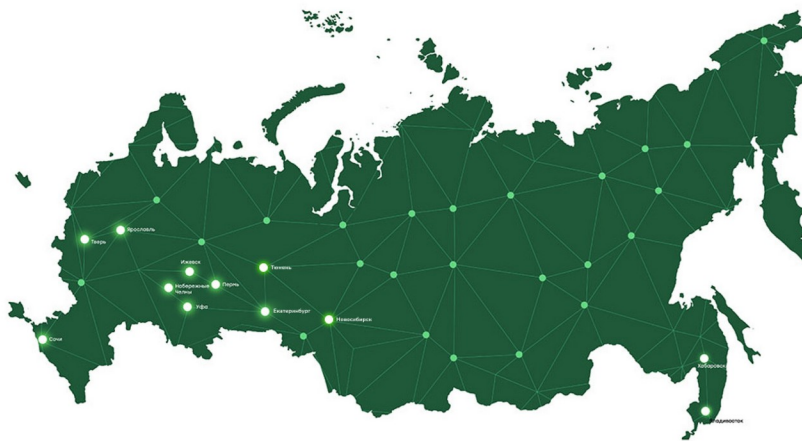 Ярославль
Тверь
Ижевск
Тюмень
Набережные
Челны
Пермь
Уфа
Екатеринбург
Новосибирск
Сочи
Хабаровск
Владивосток